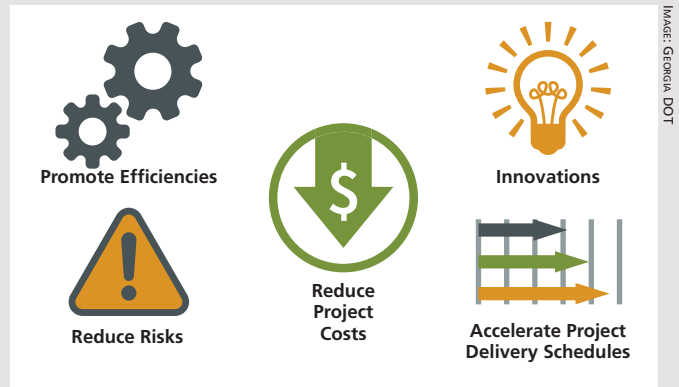 Promote Efficiencies
Innovations
$
Reduce Risks
Reduce
Project
Costs
Accelerate Project
Delivery Schedules
IMAGE: GEORGIA DOT